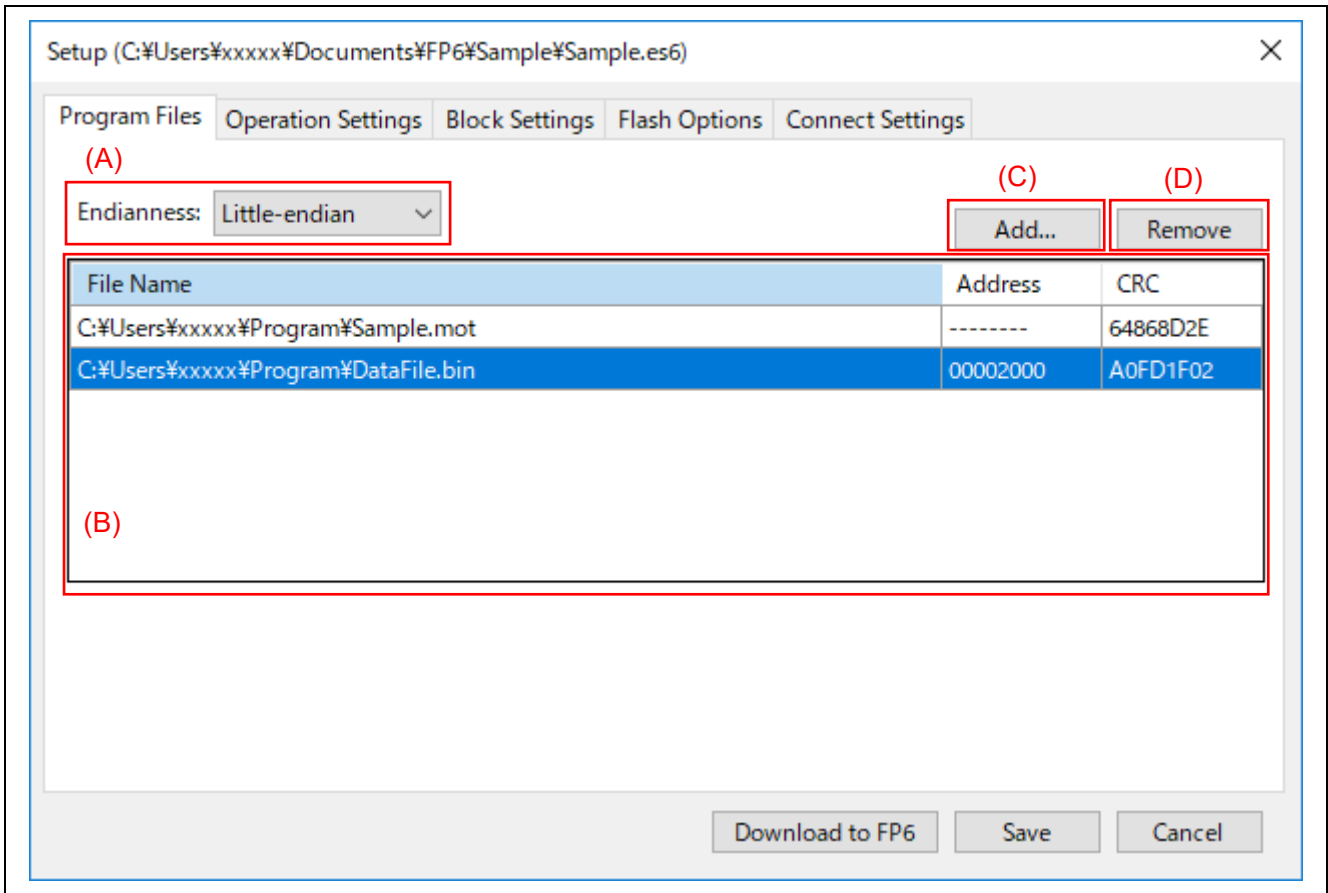 Setup (C:¥Users¥xxxxx¥Documents¥FP6¥Sample¥Sample.es6)
Program Files Operation Settings Block Settings Flash Options Connect Settings
(A)
(C) (D)
Endianness: Little-endian
Add... Remove
File Name Address CRC
C:¥Users¥xxxxx¥Program¥Sample.mot -------- 64868D2E
C:¥Users¥xxxxx¥Program¥DataFile.bin 00002000 A0FD1F02
(B)
Download to FP6 Save Cancel